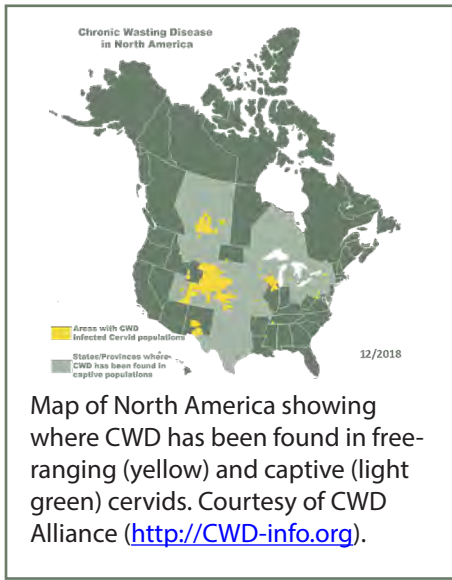 Chronic Wasting Disease
in North America
Areas with CWD
Infected Cervid populations
States/Provinces where
CWD has been found in
captive populations
12/2018
Map of North America showing
where CWD has been found in free-
ranging (yellow) and captive (light
green) cervids. Courtesy of CWD
Alliance (http://CWD-info.org).